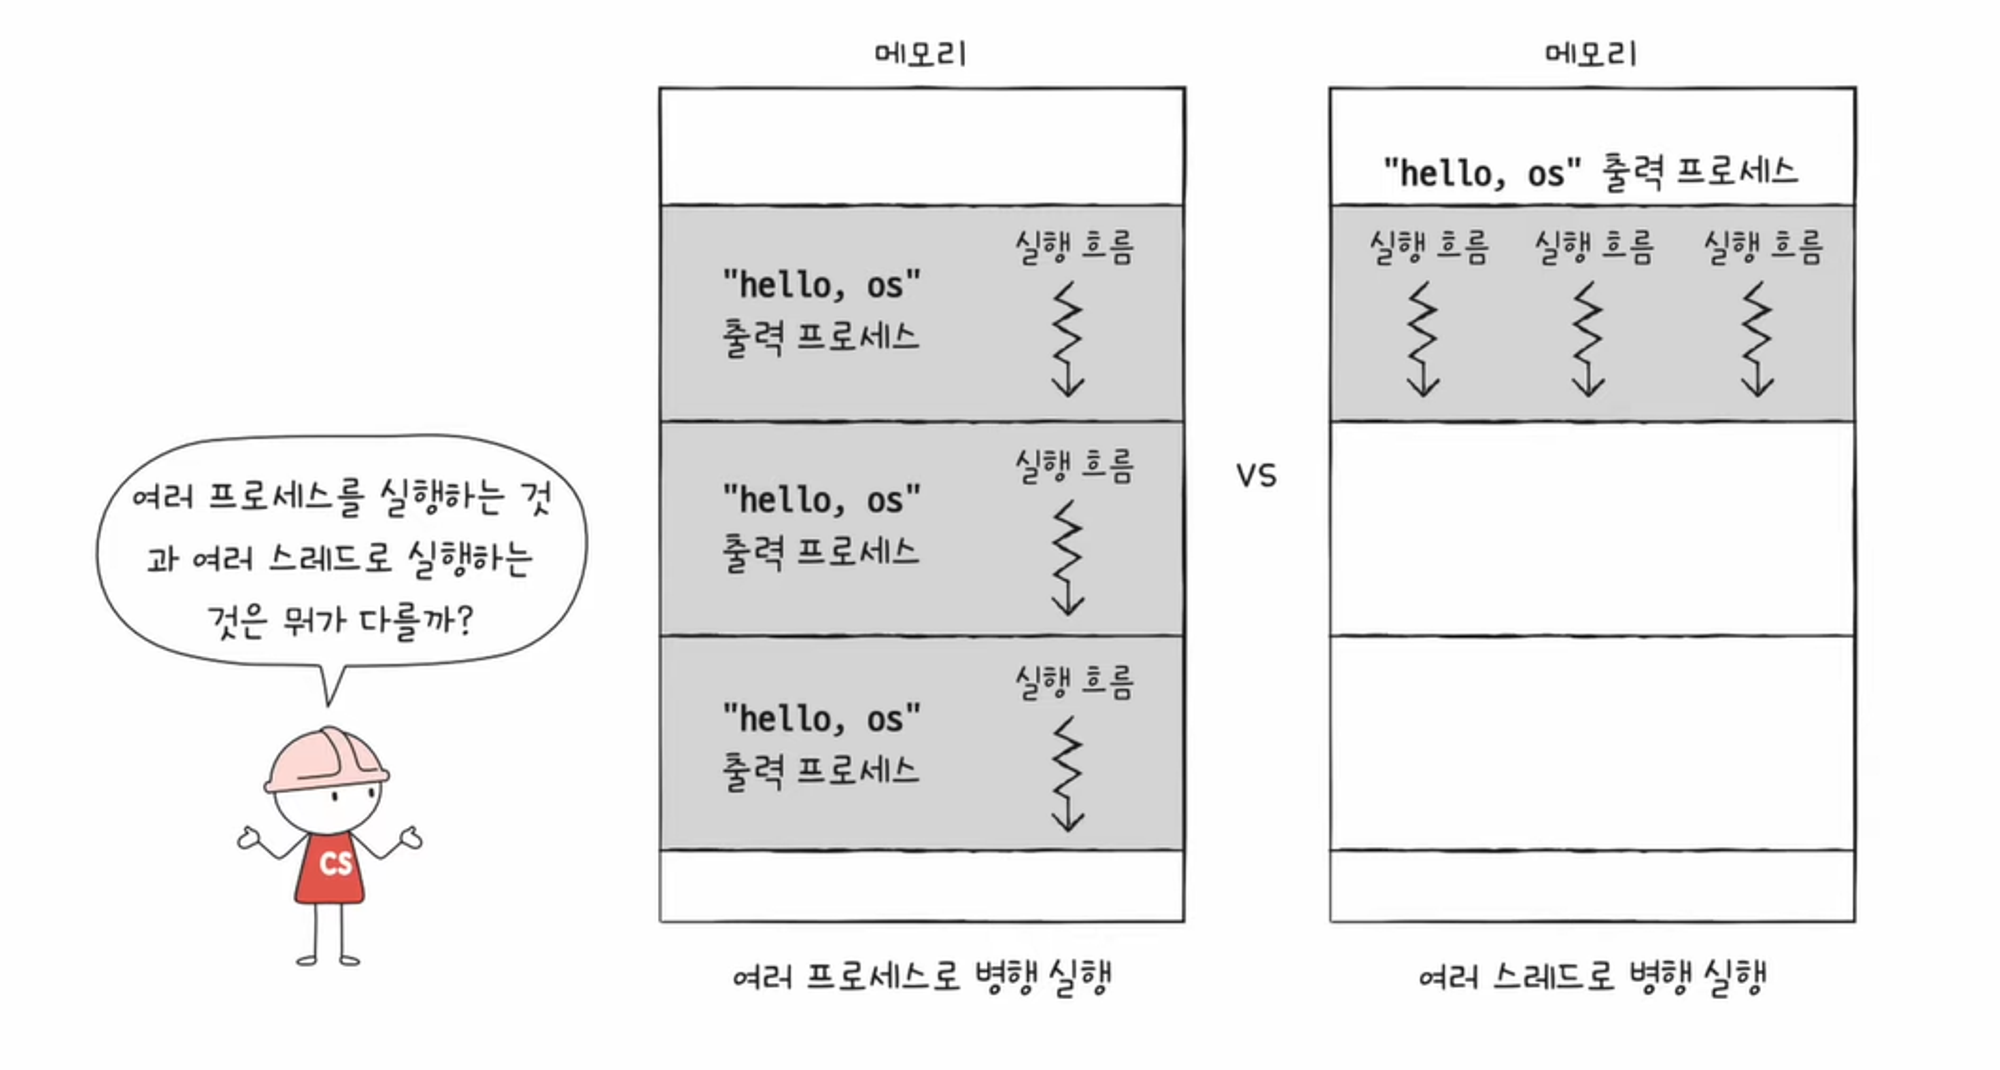 여러 프로세스를 실행하는 것
과 여러 스레드로 실행하는
것은 뭐가 다를까?
CS
메모리
"hello, os"
출력 프로세스
실행 흐름
"hello, os"
출력 프로세스
실행 흐름
"hello, os"
출력 프로세스
실행 흐름
여러 프로세스로 병행 실행
vs
메모리
"hello, os" 출력 프로세스
실행 흐름 실행 흐름 실행 흐름
여러 스레드로 병행 실행